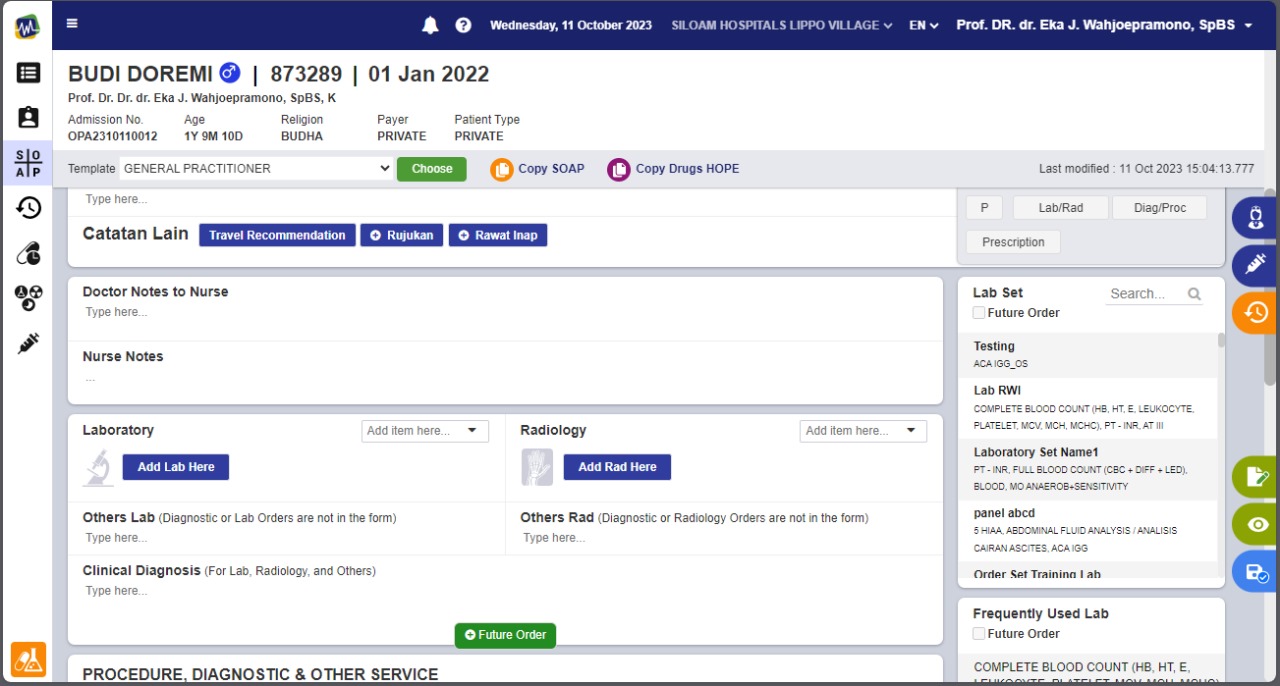 Wednesday, 11 October 2023 SILOAM HOSPITALS LIPPO VILLAGE EN Prof. DR. dr. Eka J. Wahjoepramono, SpBS
BUDI DOREMI | 873289 | 01 Jan 2022
Prof. Dr. Dr. dr. Eka J. Wahjoepramono, SpBS, K
Admission No. Age Religion Payer Patient Type
OPA2310110012 1Y 9M 10D BUDHA PRIVATE PRIVATE
S O A P
Template GENERAL PRACTITIONER Choose Copy SOAP Copy Drugs HOPE Last modified : 11 Oct 2023 15:04:13.777
Type here...
Catatan Lain Travel Recommendation Rujukan Rawat Inap
Doctor Notes to Nurse
Type here...
Nurse Notes
...
Laboratory Add item here...
Add Lab Here
Radiology Add item here...
Add Rad Here
Others Lab (Diagnostic or Lab Orders are not in the form)
Type here...
Others Rad (Diagnostic or Radiology Orders are not in the form)
Type here...
Clinical Diagnosis (For Lab, Radiology, and Others)
Type here...
Future Order
PROCEDURE, DIAGNOSTIC & OTHER SERVICE
P Lab/Rad Diag/Proc
Prescription
Lab Set Search...
Future Order
Testing
ACA IGG_OS
Lab RWI
COMPLETE BLOOD COUNT (HB, HT, E, LEUKOCYTE,
PLATELET, MCV, MCH, MCHC), PT - INR, AT III
Laboratory Set Name1
PT - INR, FULL BLOOD COUNT (CBC + DIFF + LED),
BLOOD, MO ANAEROB+SENSITIVITY
panel abcd
5 HIAA, ABDOMINAL FLUID ANALYSIS / ANALISIS
CAIRAN ASCITES, ACA IGG
Order Set Training Lab
Frequently Used Lab
Future Order
COMPLETE BLOOD COUNT (HB, HT, E,
LEUKOCYTE, PLATELET, MCV, MCH, MCHC)